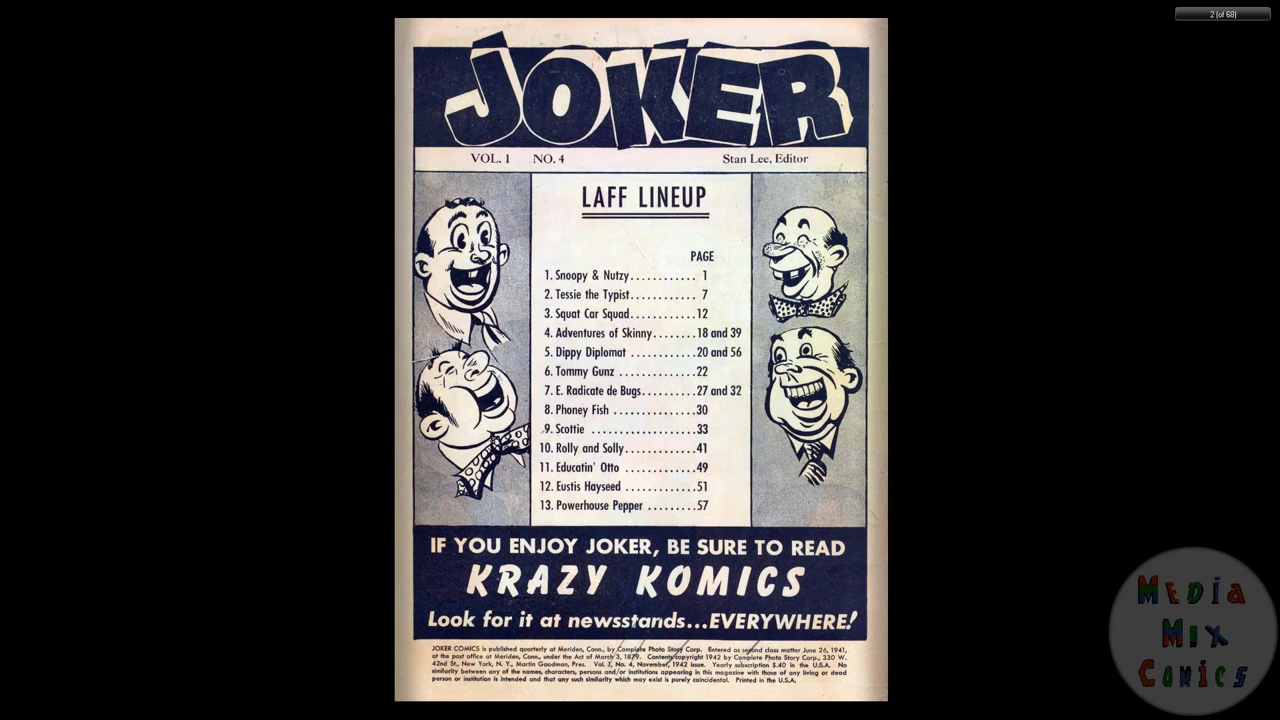 2 (of 68)
JOKER
VOL. 1 NO. 4 Stan Lee, Editor
LAFF LINEUP
PAGE
1. Snoopy & Nutzy............ 1
2. Tessie the Typist............ 7
3. Squat Car Squad............12
4. Adventures of Skinny........18 and 39
5. Dippy Diplomat ............20 and 56
6. Tommy Gunz ...............22
7. E. Radicate de Bugs..........27 and 32
8. Phoney Fish ...............30
9. Scottie ....................33
10. Rolly and Solly.............41
11. Educatin' Otto .............49
12. Eustis Hayseed .............51
13. Powerhouse Pepper .........57
IF YOU ENJOY JOKER, BE SURE TO READ
KRAZY KOMICS
Look for it at newsstands...EVERYWHERE!
JOKER COMICS is published quarterly at Meriden, Conn., by Complete Photo Story Corp. Entered as second class matter June 26, 1941,
at the post office at Meriden, Conn., under the Act of March 3, 1879. Contents copyright 1942 by Complete Photo Story Corp., 330 W.
42nd St., New York, N. Y., Martin Goodman, Pres. Vol. 1, No. 4, November, 1942 issue. Yearly subscription $.40 in the U.S.A. No
similarity between any of the names, characters, persons and/or institutions appearing in this magazine with those of any living or dead
person or institution is intended and that any such similarity which may exist is purely coincidental. Printed in the U.S.A.
MEDiA
MiX
COMiCS